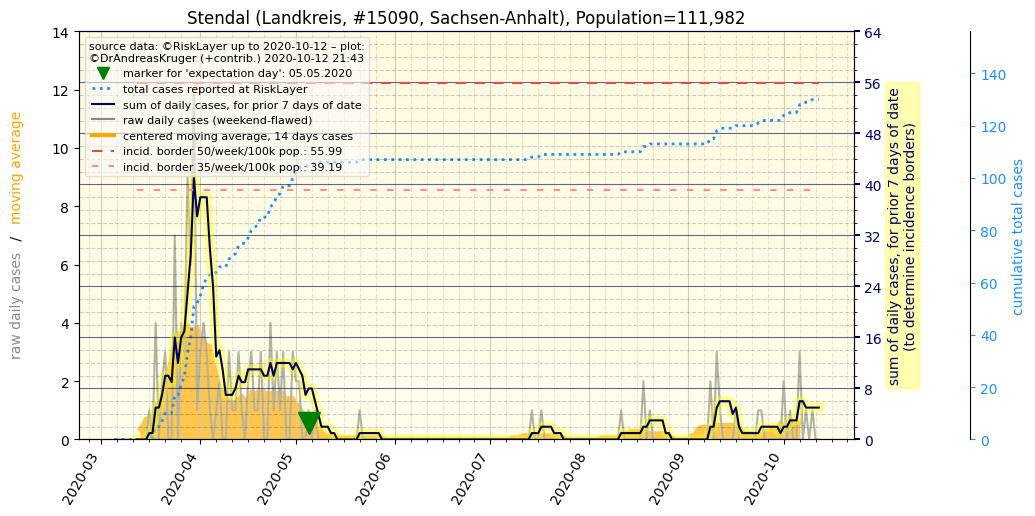 Stendal (Landkreis, #15090, Sachsen-Anhalt), Population=111,982
source data: ©RiskLayer up to 2020-10-12 – plot:
©DrAndreasKruger (+contrib.) 2020-10-12 21:43
marker for 'expectation day': 05.05.2020
total cases reported at RiskLayer
sum of daily cases, for prior 7 days of date
raw daily cases (weekend-flawed)
centered moving average, 14 days cases
incid. border 50/week/100k pop.: 55.99
incid. border 35/week/100k pop.: 39.19
raw daily cases / moving average
14
12
10
8
6
4
2
0
2020-03
2020-04
2020-05
2020-06
2020-07
2020-08
2020-09
2020-10
64
56
48
40
32
24
16
8
0
sum of daily cases, for prior 7 days of date
(to determine incidence borders)
140
120
100
80
60
40
20
0
cumulative total cases